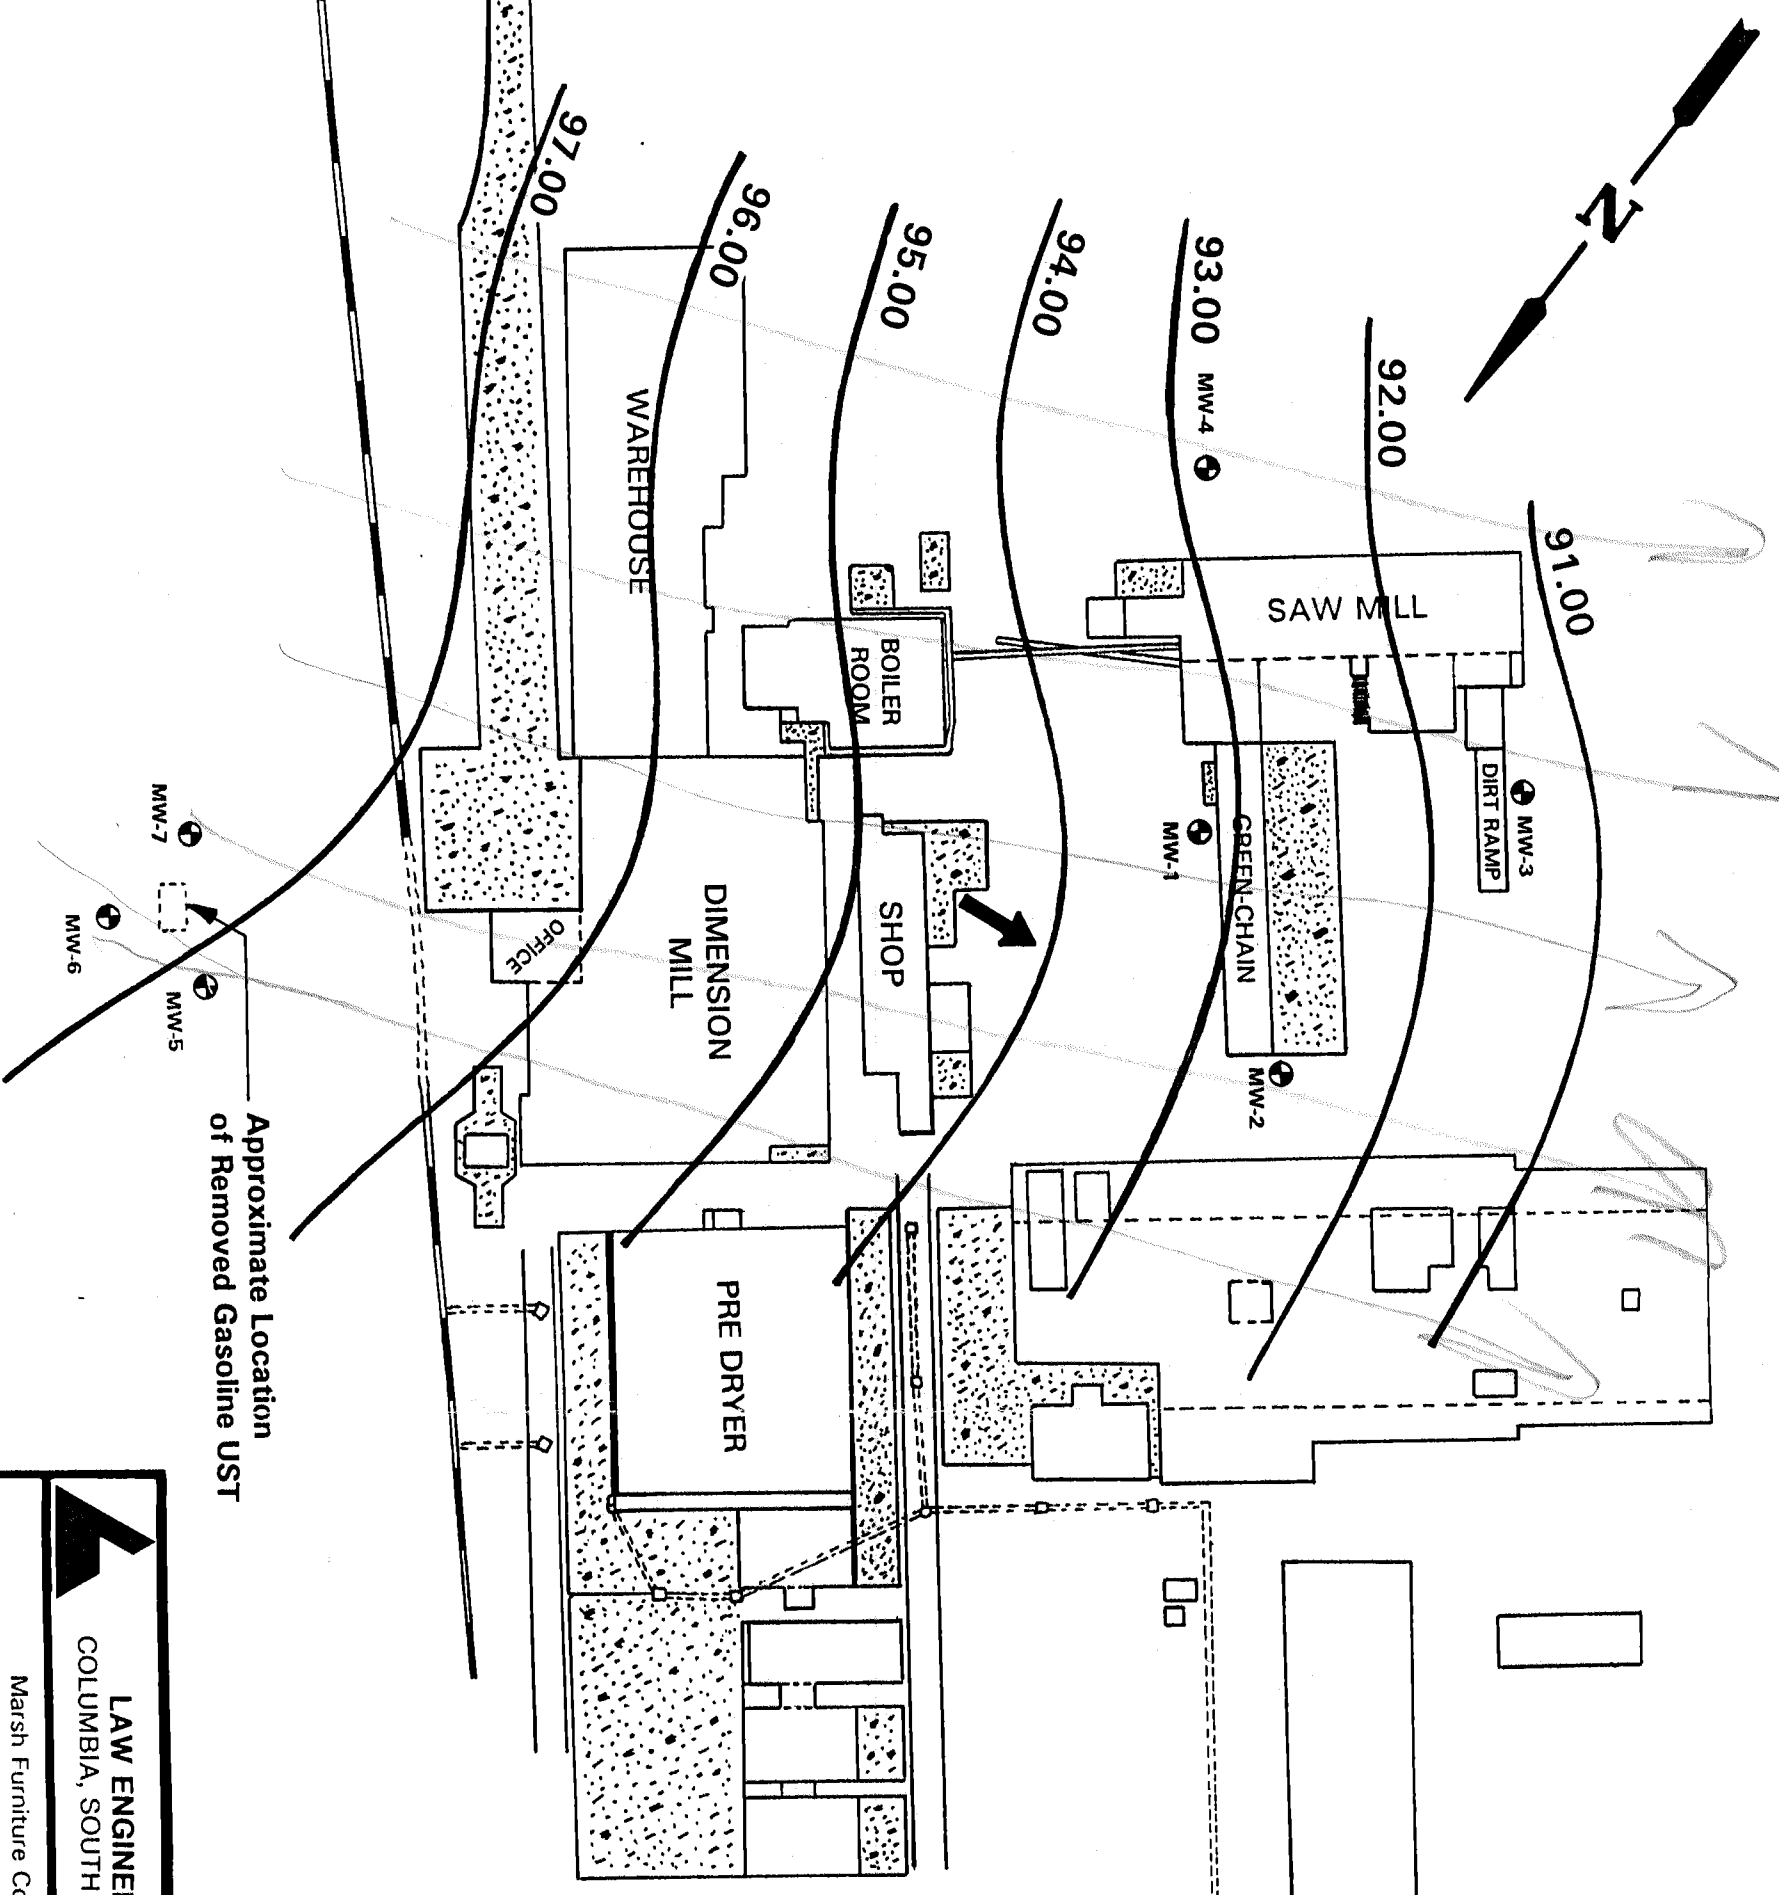 N
97.00
96.00
95.00
94.00
93.00
92.00
91.00
MW-4
WAREHOUSE
SAW MILL
BOILER
ROOM
DIRT RAMP
MW-3
MW-1
GREEN-CHAIN
MW-7
MW-6
MW-5
OFFICE
DIMENSION
MILL
SHOP
MW-2
Approximate Location
of Removed Gasoline UST
PRE DRYER
LAW ENGINEE
COLUMBIA, SOUTH
Marsh Furniture Co